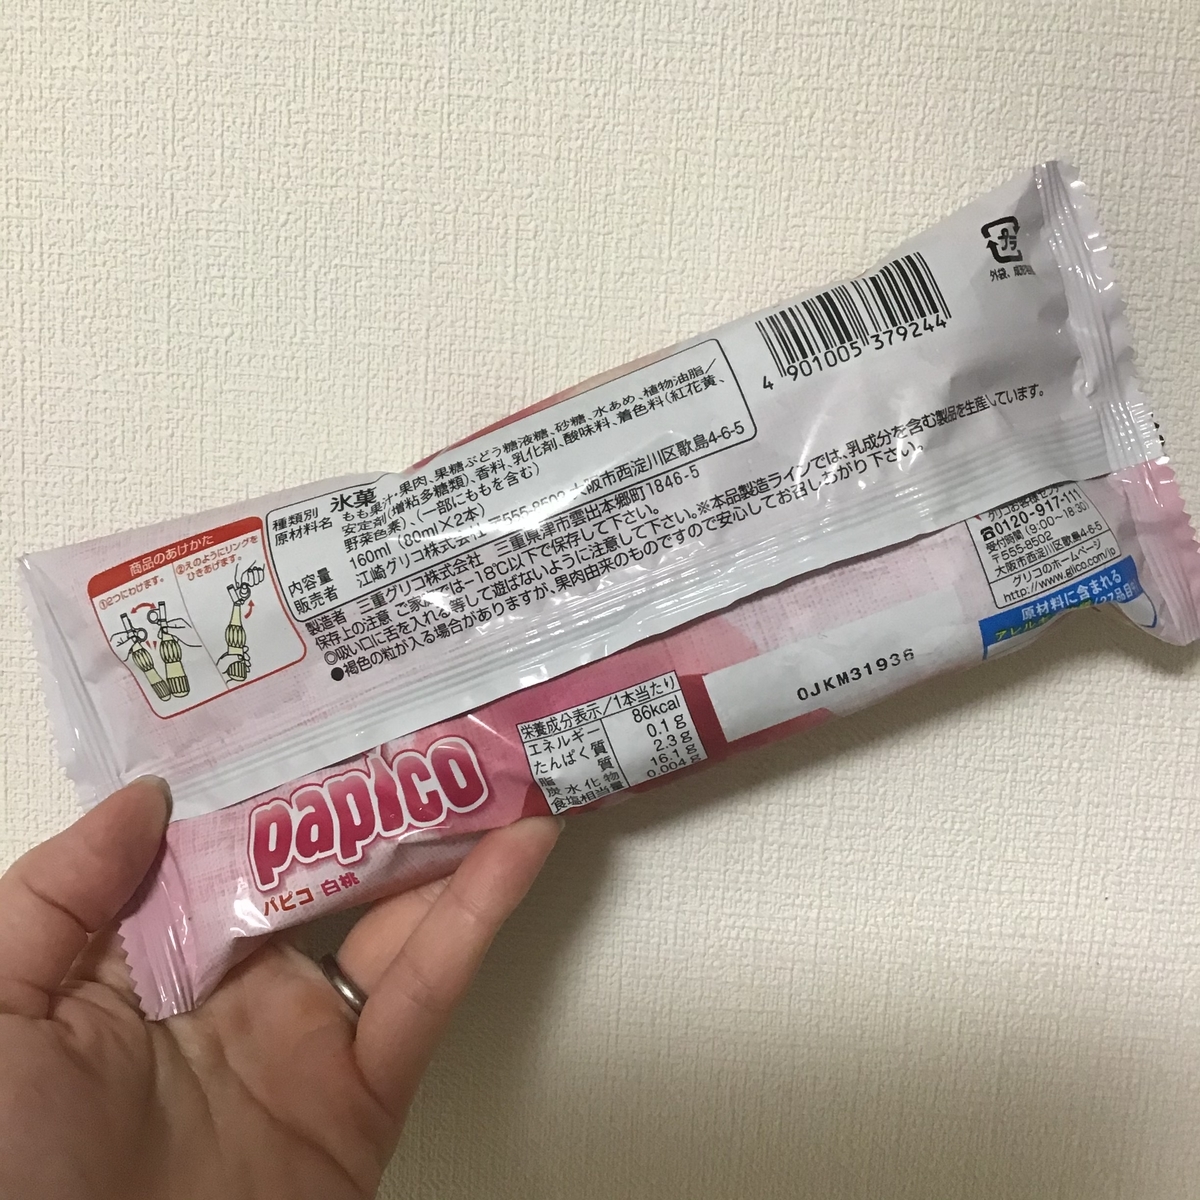 商品のあけかた
①2つにわけます。
②えのようにリングを
ひきあげます。
種類別 氷菓
原材料名 もも果汁・果肉、果糖ぶどう糖液糖、砂糖、水あめ、植物油脂／
安定剤(増粘多糖類)、香料、乳化剤、酸味料、着色料(紅花黄、
野菜色素)、(一部にももを含む)
内容量 160ml (80ml×2本)
販売者 江崎グリコ株式会社 〒555-8502 大阪市西淀川区歌島4-6-5
製造者 三重グリコ株式会社 三重県津市雲出本郷町1846-5
保存上の注意 ご家庭では−18℃以下で保存して下さい。
◎吸い口に舌を入れる等して遊ばないように注意して下さい。※本品製造ラインでは、乳成分を含む製品を生産しています。
●褐色の粒が入る場合がありますが、果肉由来のものですので安心してお召しあがり下さい。
4 901005 379244
プラ
外袋、
papico
パピコ 白桃
栄養成分表示／1本当たり
エネルギー 86kcal
たんぱく質 0.1g
脂質 2.3g
炭水化物 16.1g
食塩相当量 0.004g
0JKM31936
グリコお客様セ
0120-917-111
受付時間 (9:00~18:30)
〒555-8502
大阪市西淀川区歌島4-6-5
グリコのホームページ
http://www.glico.com/jp
原材料に含まれる
アレル